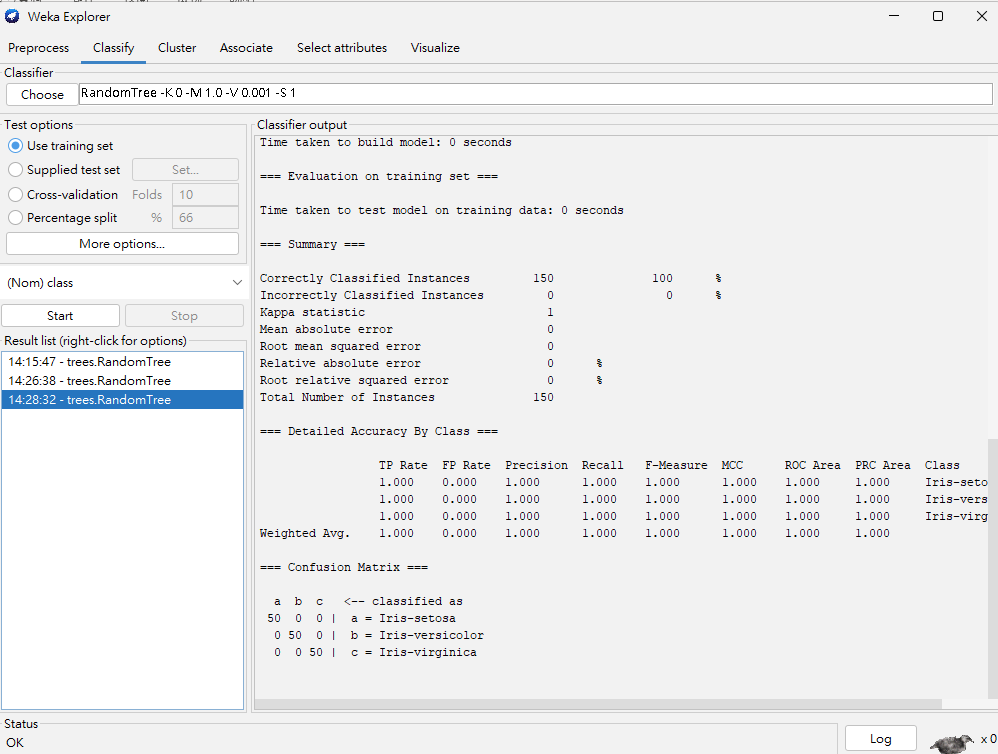 Weka Explorer
Preprocess Classify Cluster Associate Select attributes Visualize
Classifier
Choose RandomTree -K 0 -M 1.0 -V 0.001 -S 1
Test options
Use training set
Supplied test set Set...
Cross-validation Folds 10
Percentage split % 66
More options...
(Nom) class
Start Stop
Result list (right-click for options)
14:15:47 - trees.RandomTree
14:26:38 - trees.RandomTree
14:28:32 - trees.RandomTree
Classifier output
Time taken to build model: 0 seconds
=== Evaluation on training set ===
Time taken to test model on training data: 0 seconds
=== Summary ===
Correctly Classified Instances 150 100 %
Incorrectly Classified Instances 0 0 %
Kappa statistic 1
Mean absolute error 0
Root mean squared error 0
Relative absolute error 0 %
Root relative squared error 0 %
Total Number of Instances 150
=== Detailed Accuracy By Class ===
TP Rate FP Rate Precision Recall F-Measure MCC ROC Area PRC Area Class
1.000 0.000 1.000 1.000 1.000 1.000 1.000 1.000 Iris-seto
1.000 0.000 1.000 1.000 1.000 1.000 1.000 1.000 Iris-vers
1.000 0.000 1.000 1.000 1.000 1.000 1.000 1.000 Iris-virg
Weighted Avg. 1.000 0.000 1.000 1.000 1.000 1.000 1.000 1.000
=== Confusion Matrix ===
a b c <-- classified as
50 0 0 | a = Iris-setosa
0 50 0 | b = Iris-versicolor
0 0 50 | c = Iris-virginica
Status
OK
Log
x 0